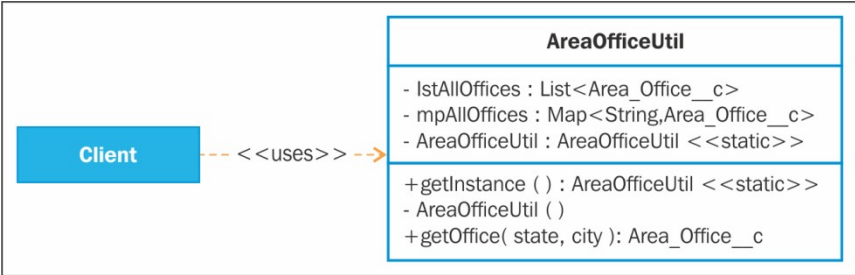 AreaOfficeUtil
- lstAllOffices : List<Area_Office__c>
- mpAllOffices : Map<String,Area_Office__c>
- AreaOfficeUtil : AreaOfficeUtil <<static>>
Client
<<uses>>
+getInstance ( ) : AreaOfficeUtil <<static>>
- AreaOfficeUtil ( )
+getOffice( state, city ): Area_Office__c